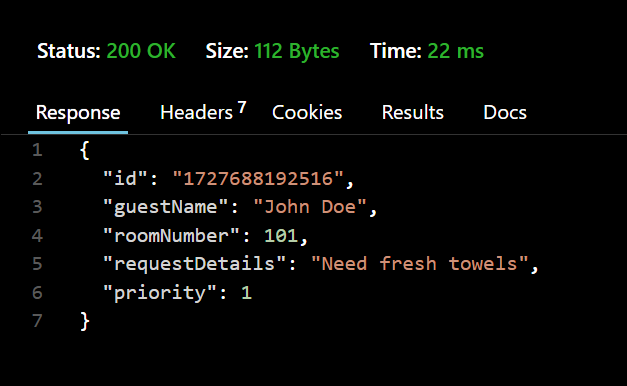 Status: 200 OK Size: 112 Bytes Time: 22 ms
Response Headers 7 Cookies Results Docs
1 {
2 "id": "1727688192516",
3 "guestName": "John Doe",
4 "roomNumber": 101,
5 "requestDetails": "Need fresh towels",
6 "priority": 1
7 }